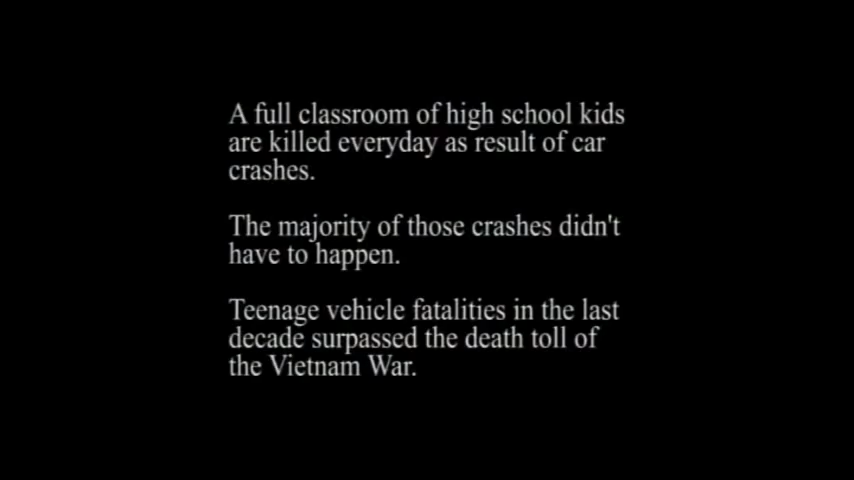 A full classroom of high school kids
are killed everyday as result of car
crashes.
The majority of those crashes didn't
have to happen.
Teenage vehicle fatalities in the last
decade surpassed the death toll of
the Vietnam War.